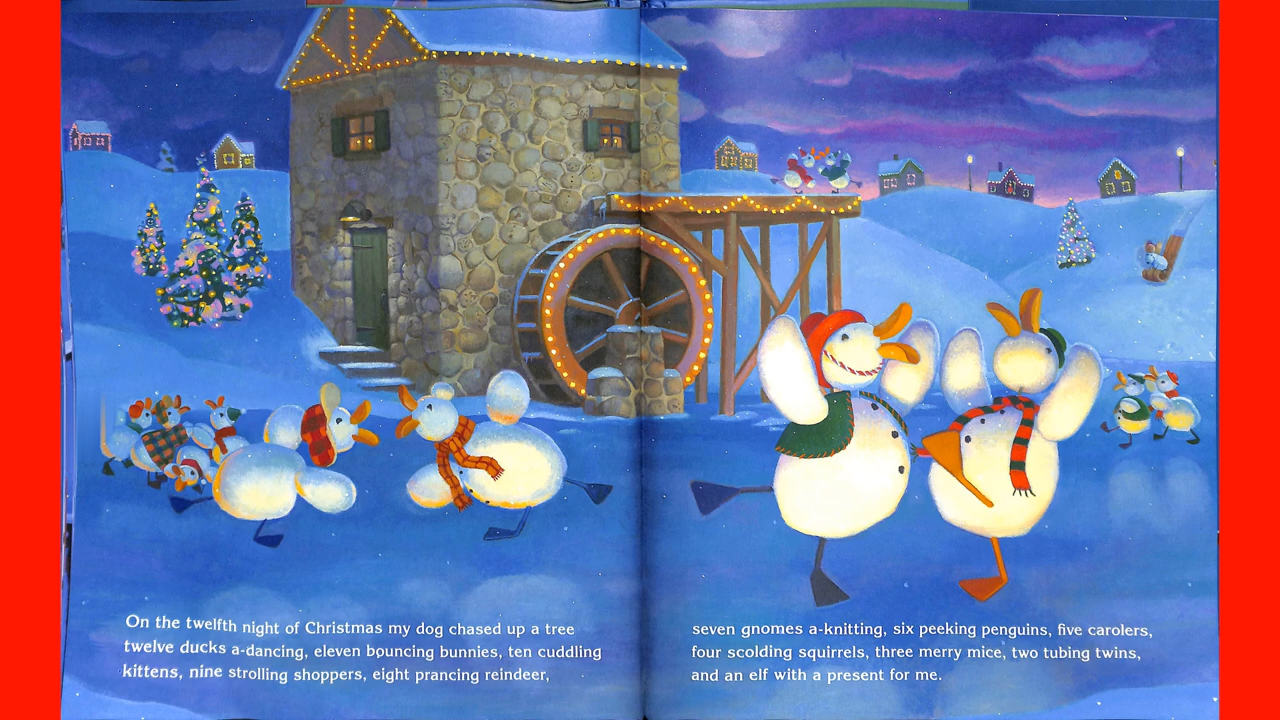 On the twelfth night of Christmas my dog chased up a tree
twelve ducks a-dancing, eleven bouncing bunnies, ten cuddling
kittens, nine strolling shoppers, eight prancing reindeer,
seven gnomes a-knitting, six peeking penguins, five carolers,
four scolding squirrels, three merry mice, two tubing twins,
and an elf with a present for me.